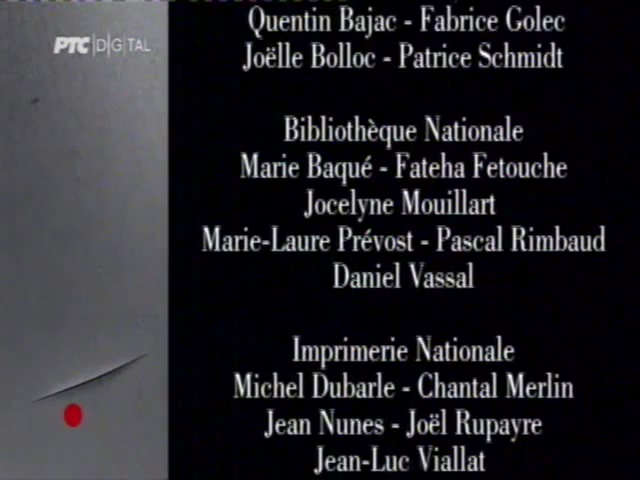 РТС DIGITAL
Quentin Bajac - Fabrice Golec
Joëlle Bolloc - Patrice Schmidt
Bibliothèque Nationale
Marie Baqué - Fateha Fetouche
Jocelyne Mouillart
Marie-Laure Prévost - Pascal Rimbaud
Daniel Vassal
Imprimerie Nationale
Michel Dubarle - Chantal Merlin
Jean Nunes - Joël Rupayre
Jean-Luc Viallat